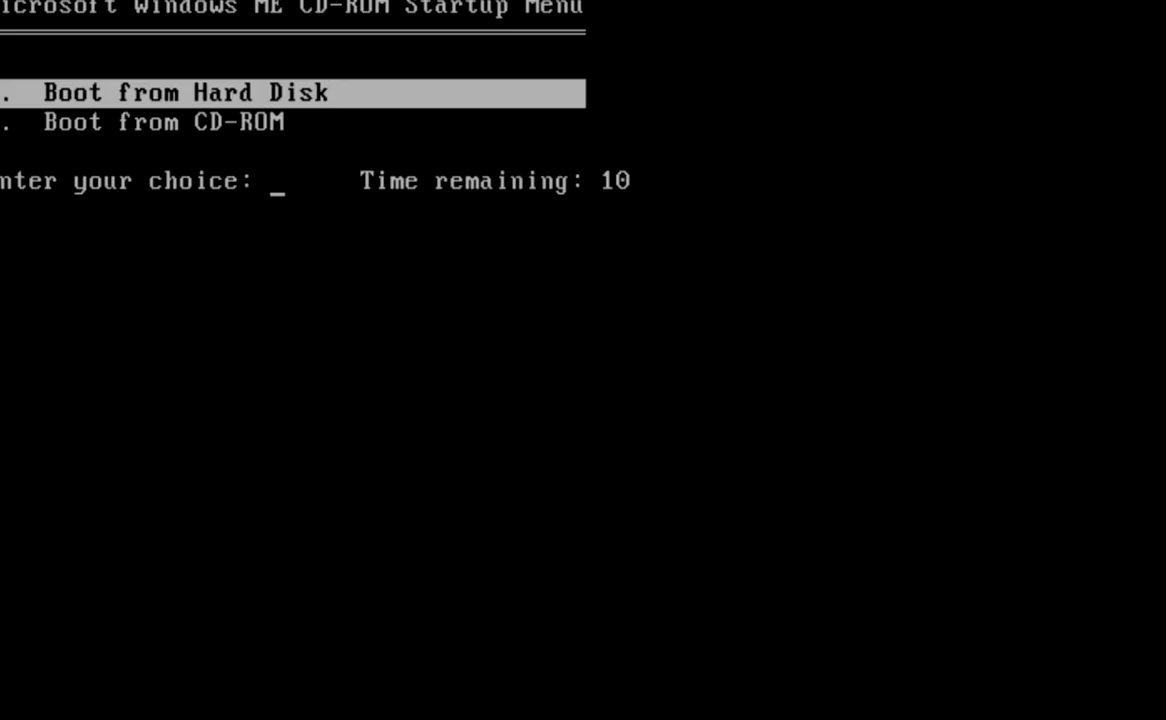 icrosoft Windows ME CD-ROM Startup Menu
. Boot from Hard Disk
. Boot from CD-ROM
nter your choice: _ Time remaining: 10